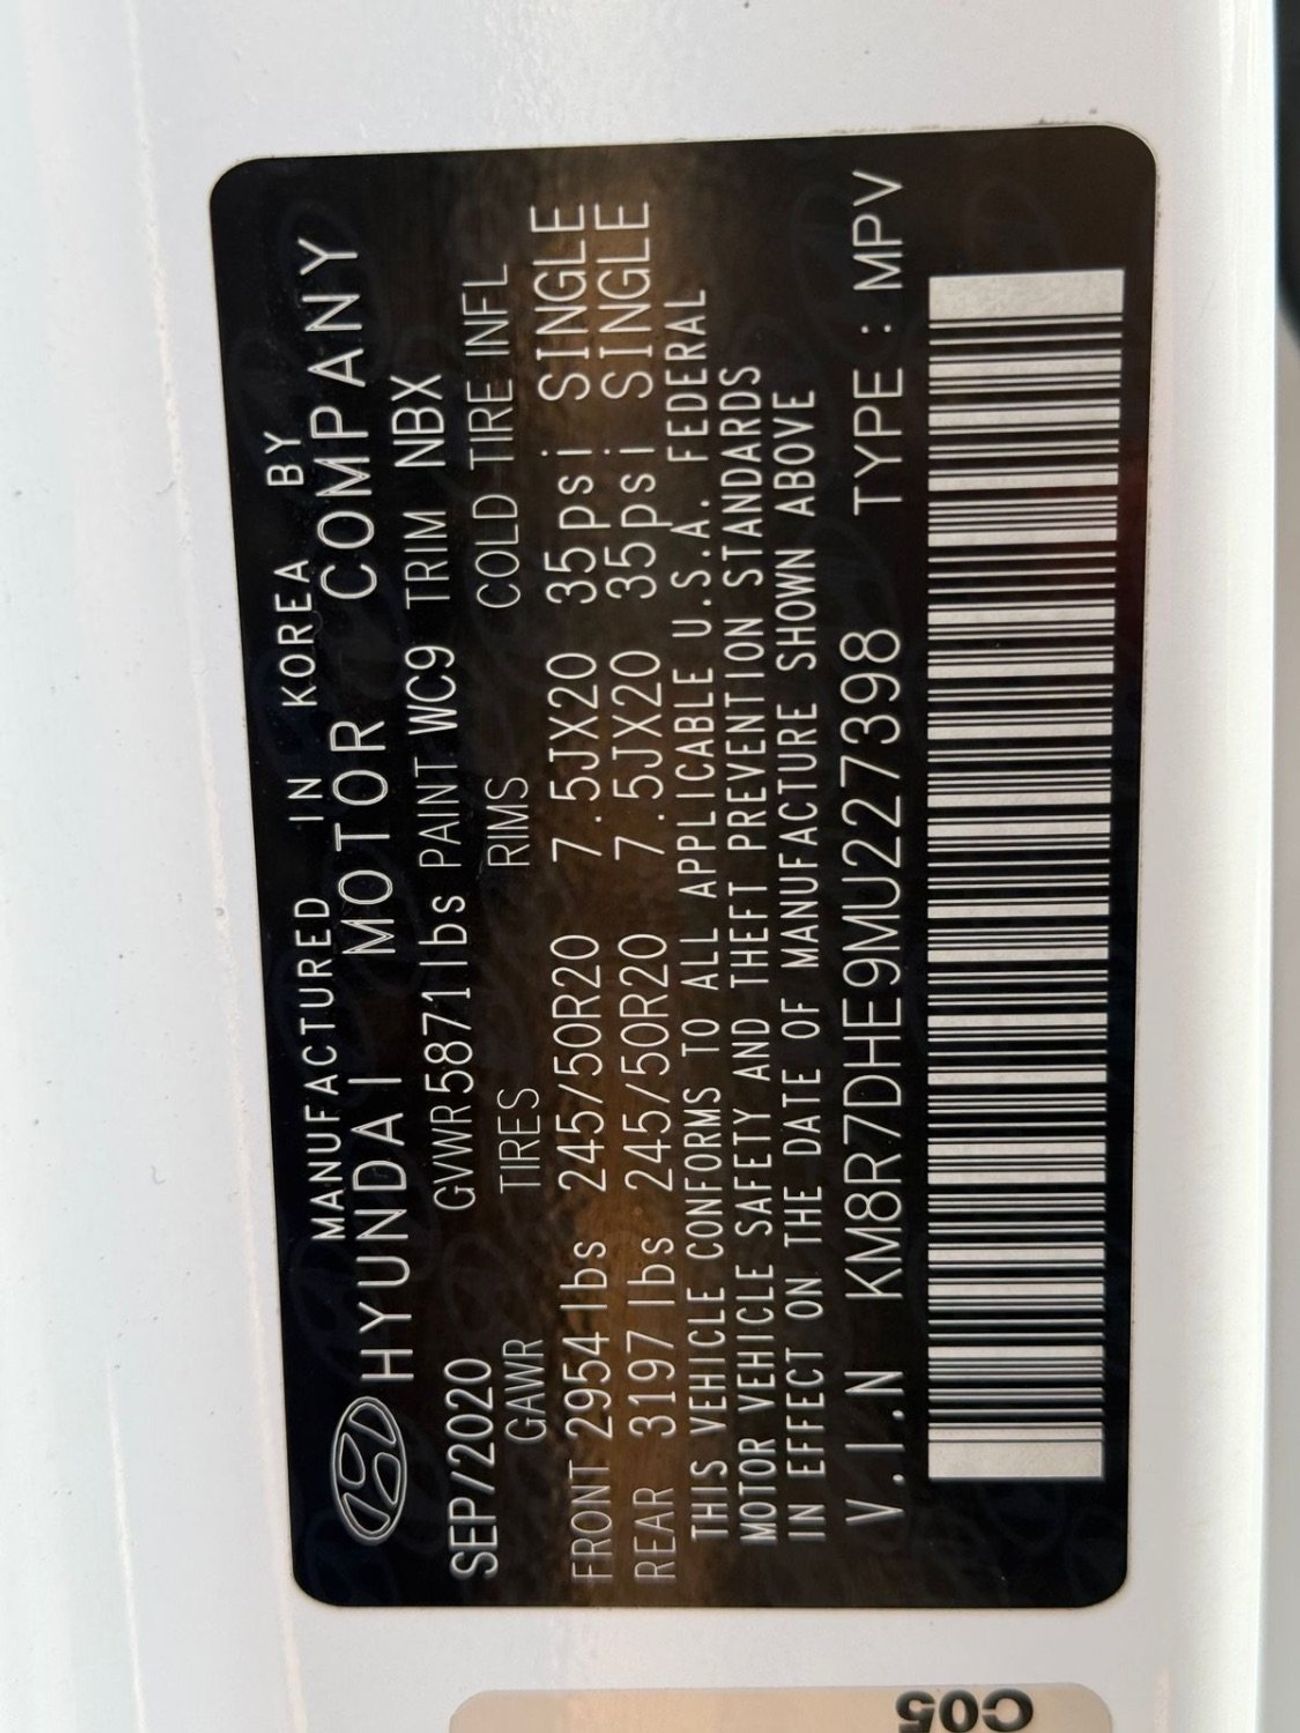 MANUFACTURED IN KOREA BY
HYUNDAI MOTOR COMPANY
SEP/2020 GVWR 5871lbs PAINT WC9 TRIM NBX
GAWR TIRES RIMS COLD TIRE INFL
FRONT 2954 lbs 245/50R20 7.5JX20 35psi SINGLE
REAR 3197 lbs 245/50R20 7.5JX20 35psi SINGLE
THIS VEHICLE CONFORMS TO ALL APPLICABLE U.S.A. FEDERAL
MOTOR VEHICLE SAFETY AND THEFT PREVENTION STANDARDS
IN EFFECT ON THE DATE OF MANUFACTURE SHOWN ABOVE
V.I.N KM8R7DHE9MU227398 TYPE : MPV
C05